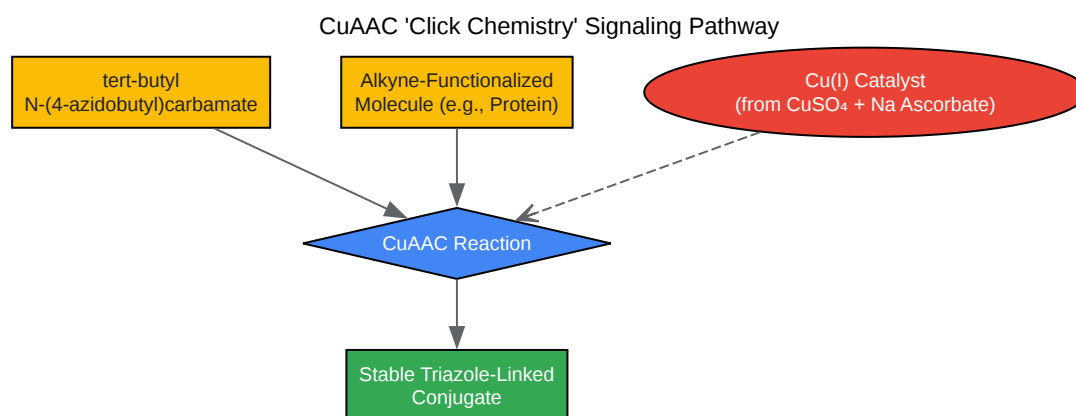 CuAAC 'Click Chemistry' Signaling Pathway
tert-butyl
N-(4-azidobutyl)carbamate
Alkyne-Functionalized
Molecule (e.g., Protein)
Cu(I) Catalyst
(from CuSO₄ + Na Ascorbate)
CuAAC Reaction
Stable Triazole-Linked
Conjugate